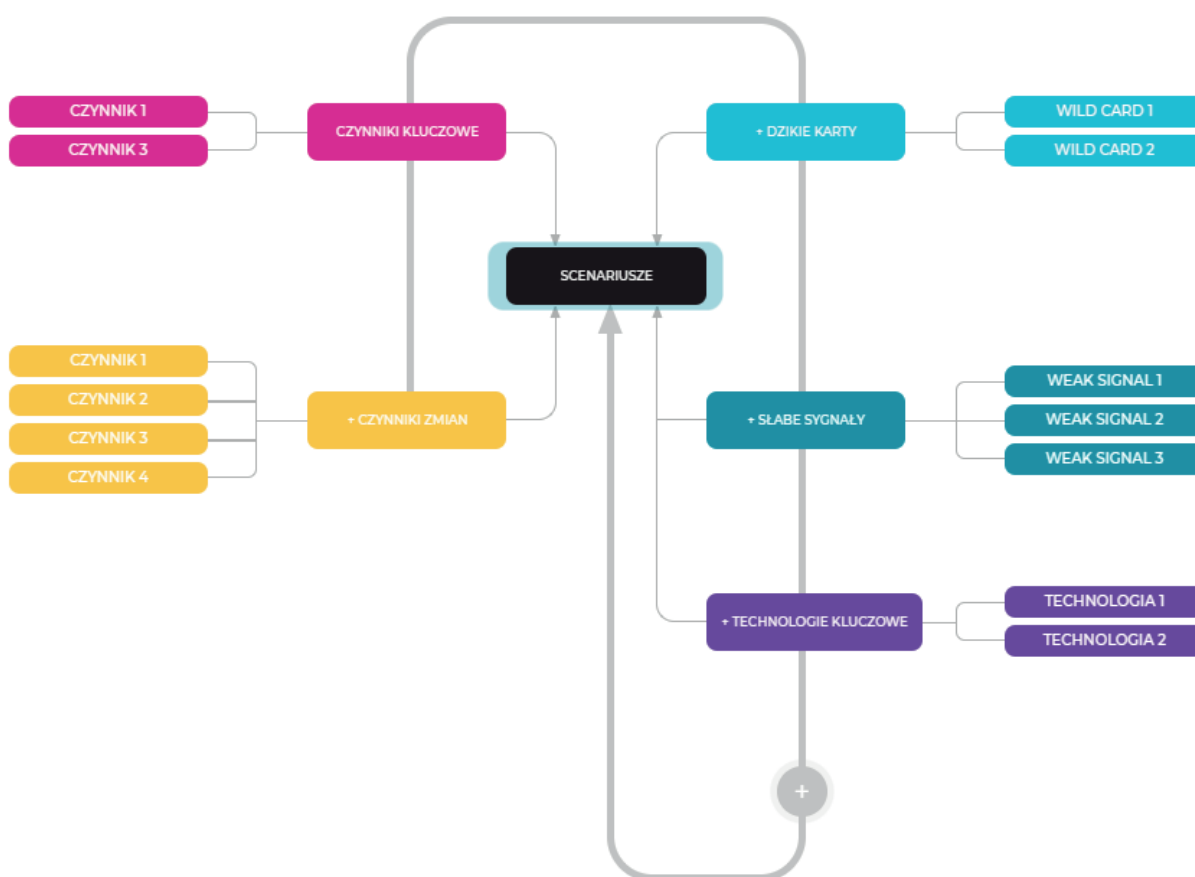 CZYNNIK 1
CZYNNIK 3
CZYNNIKI KLUCZOWE
+ DZIKIE KARTY
WILD CARD 1
WILD CARD 2
SCENARIUSZE
CZYNNIK 1
CZYNNIK 2
CZYNNIK 3
CZYNNIK 4
+ CZYNNIKI ZMIAN
+ SŁABE SYGNAŁY
WEAK SIGNAL 1
WEAK SIGNAL 2
WEAK SIGNAL 3
+ TECHNOLOGIE KLUCZOWE
TECHNOLOGIA 1
TECHNOLOGIA 2
+